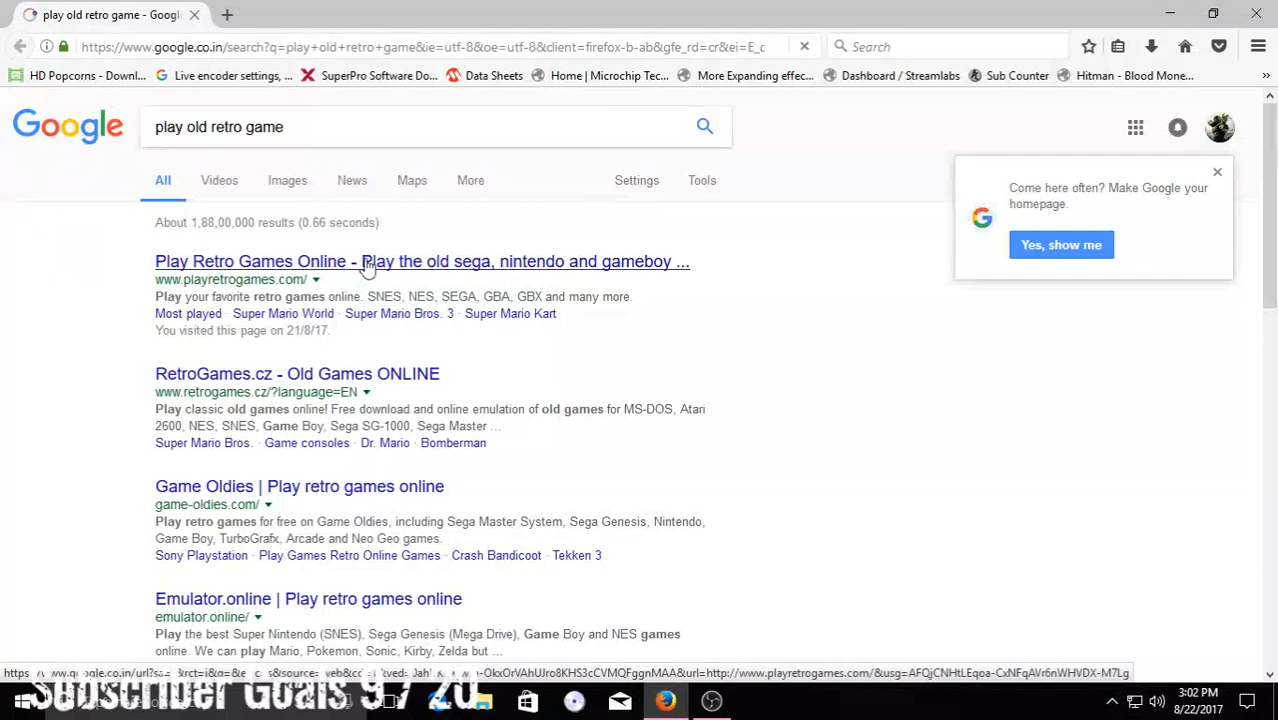 play old retro game - Google
https://www.google.co.in/search?q=play+old+retro+game&ie=utf-8&oe=utf-8&client=firefox-b-ab&gfe_rd=cr&ei=E_c
Search
HD Popcorns - Downl...
Live encoder settings, ...
SuperPro Software Do...
Data Sheets
Home | Microchip Tec...
More Expanding effec...
Dashboard / Streamlabs
Sub Counter
Hitman - Blood Mone...
Google
play old retro game
All
Videos
Images
News
Maps
More
Settings
Tools
Come here often? Make Google your
homepage.
Yes, show me
About 1,88,00,000 results (0.66 seconds)
Play Retro Games Online - Play the old sega, nintendo and gameboy ...
www.playretrogames.com/
Play your favorite retro games online. SNES, NES, SEGA, GBA, GBX and many more.
Most played · Super Mario World · Super Mario Bros. 3 · Super Mario Kart
You visited this page on 21/8/17.
RetroGames.cz - Old Games ONLINE
www.retrogames.cz/?language=EN
Play classic old games online! Free download and online emulation of old games for MS-DOS, Atari
2600, NES, SNES, Game Boy, Sega SG-1000, Sega Master ...
Super Mario Bros. · Game consoles · Dr. Mario · Bomberman
Game Oldies | Play retro games online
game-oldies.com/
Play retro games for free on Game Oldies, including Sega Master System, Sega Genesis, Nintendo,
Game Boy, TurboGrafx, Arcade and Neo Geo games.
Sony Playstation · Play Games Retro Online Games · Crash Bandicoot · Tekken 3
Emulator.online | Play retro games online
emulator.online/
Play the best Super Nintendo (SNES), Sega Genesis (Mega Drive), Game Boy and NES games
online. We can play Mario, Pokemon, Sonic, Kirby, Zelda but ...
Subscriber Goals 9 / 20
3:02 PM
8/22/2017